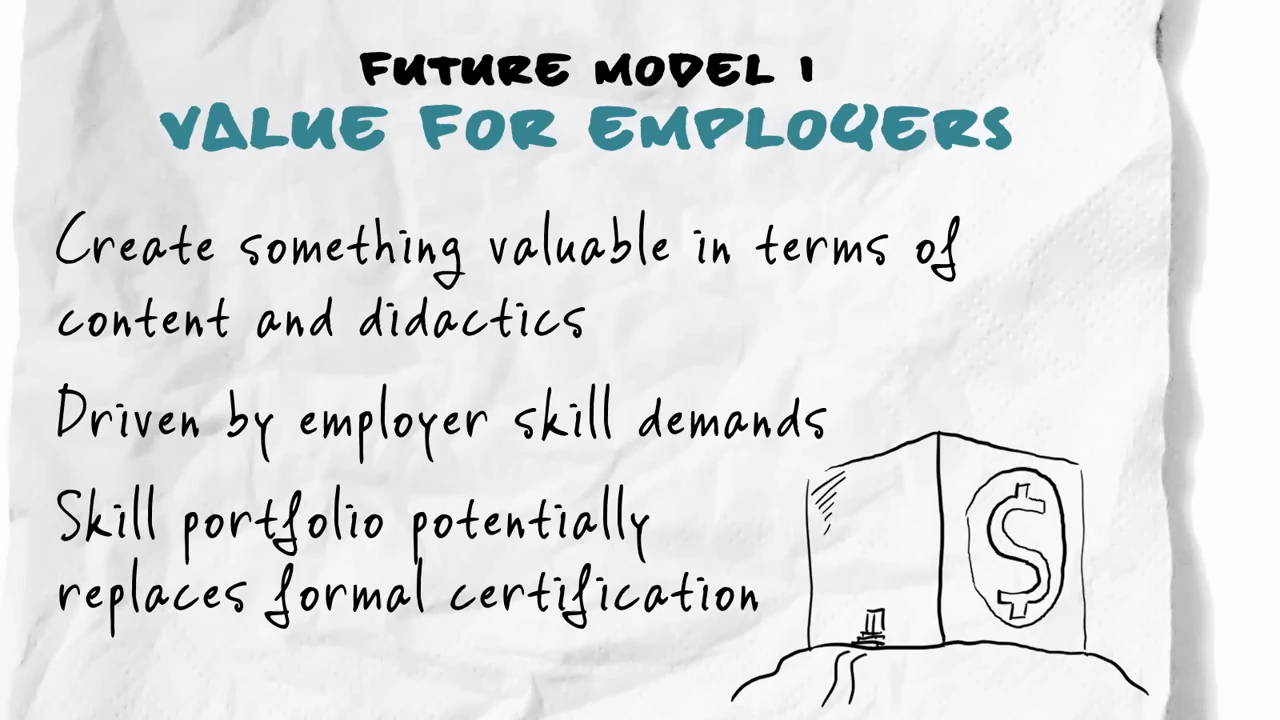 FUTURE MODEL 1
VALUE FOR EMPLOYERS
Create something valuable in terms of
content and didactics
Driven by employer skill demands
Skill portfolio potentially
replaces formal certification
$